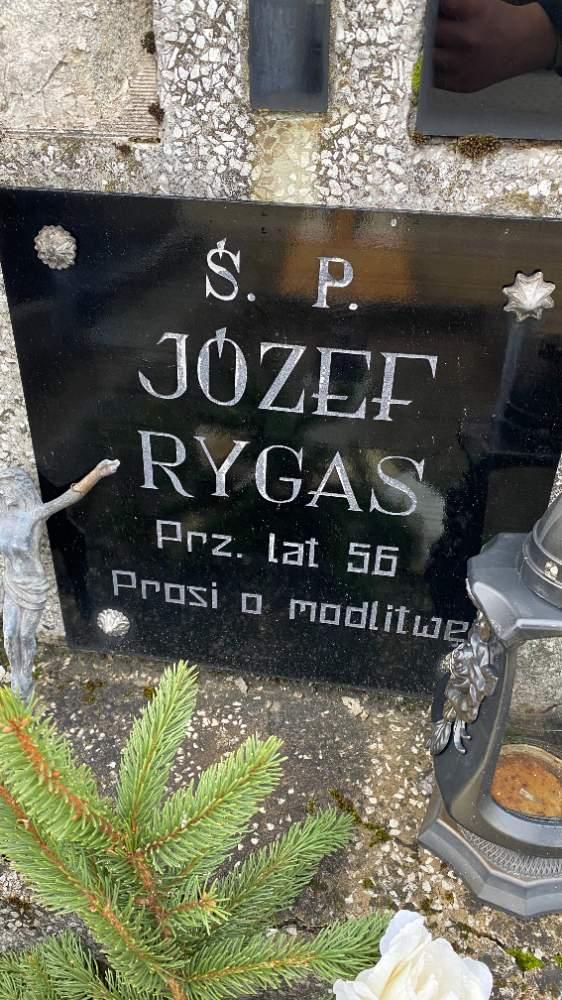 Ś. P.
JÓZEF
RYGAS
Prz. lat 56
Prosi o modlitwę